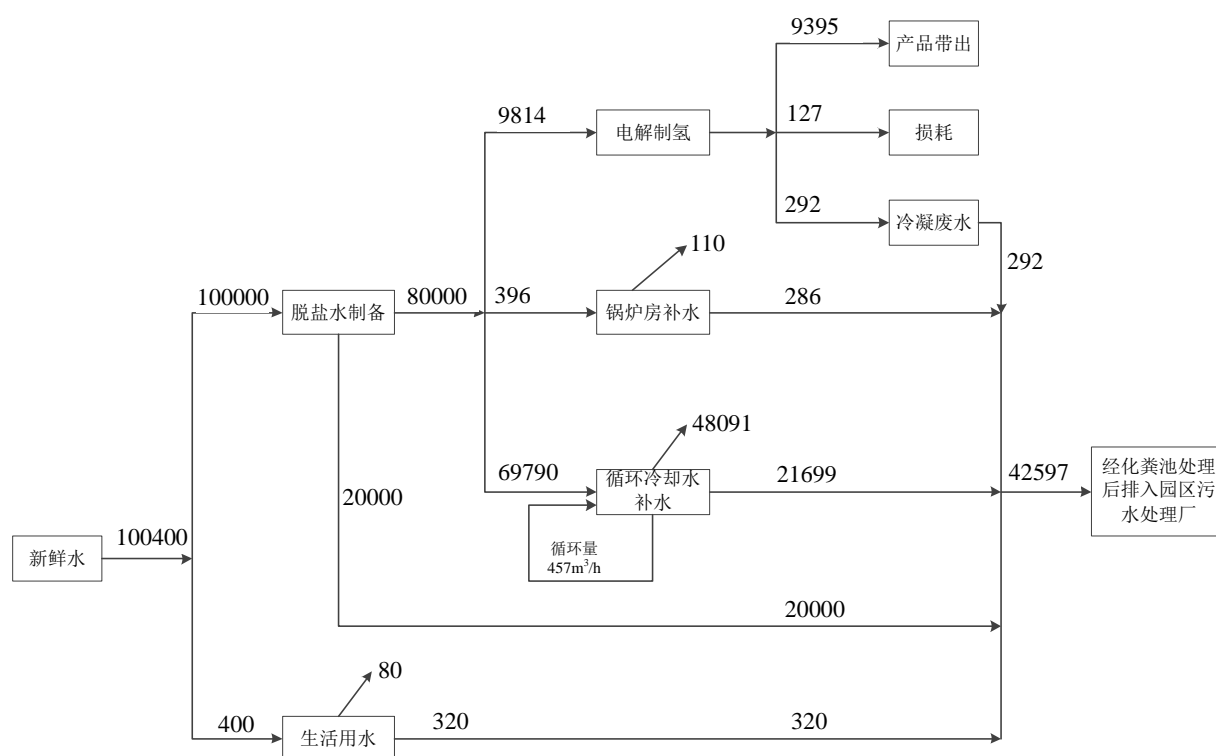 9395
产品带出
9814
电解制氢
127
损耗
292
冷凝废水
292
110
100000
脱盐水制备
80000
396
锅炉房补水
286
48091
69790
循环冷却水
补水
21699
42597
经化粪池处理
后排入园区污
水处理厂
20000
循环量
457m³/h
新鲜水
100400
20000
80
400
生活用水
320
320